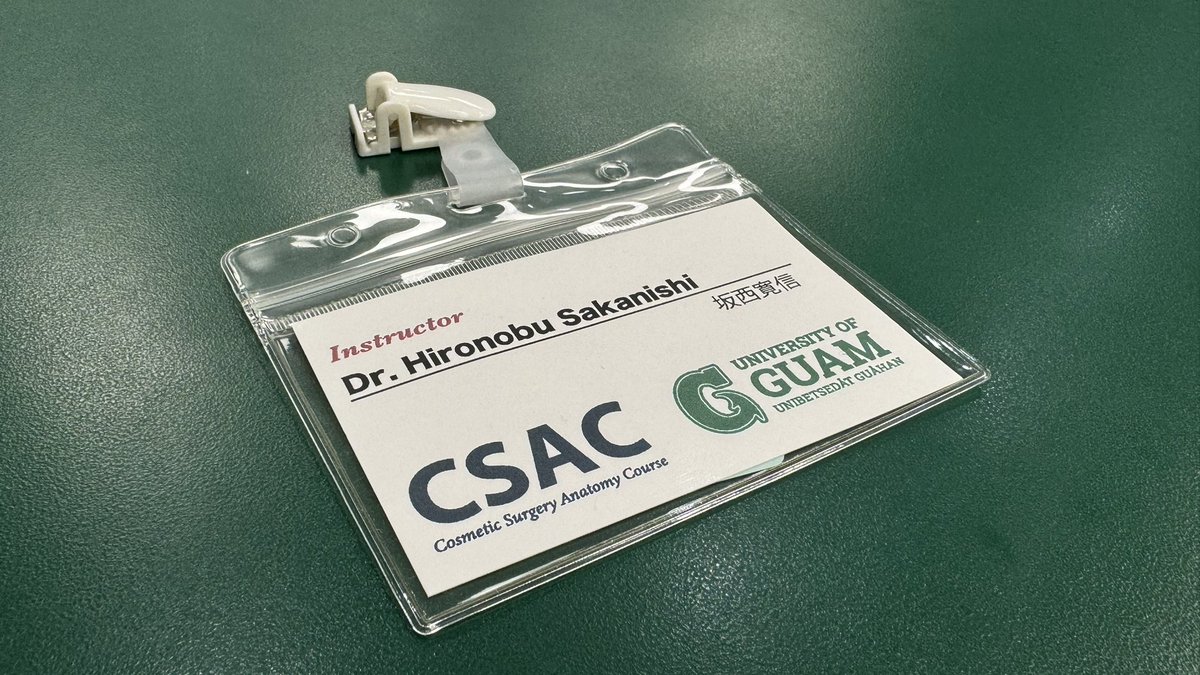 Instructor
Dr. Hironobu Sakanishi 坂西寛信
CSAC
Cosmetic Surgery Anatomy Course
UNIVERSITY OF
GUAM
UNIBETSEDÅT GUÅHAN